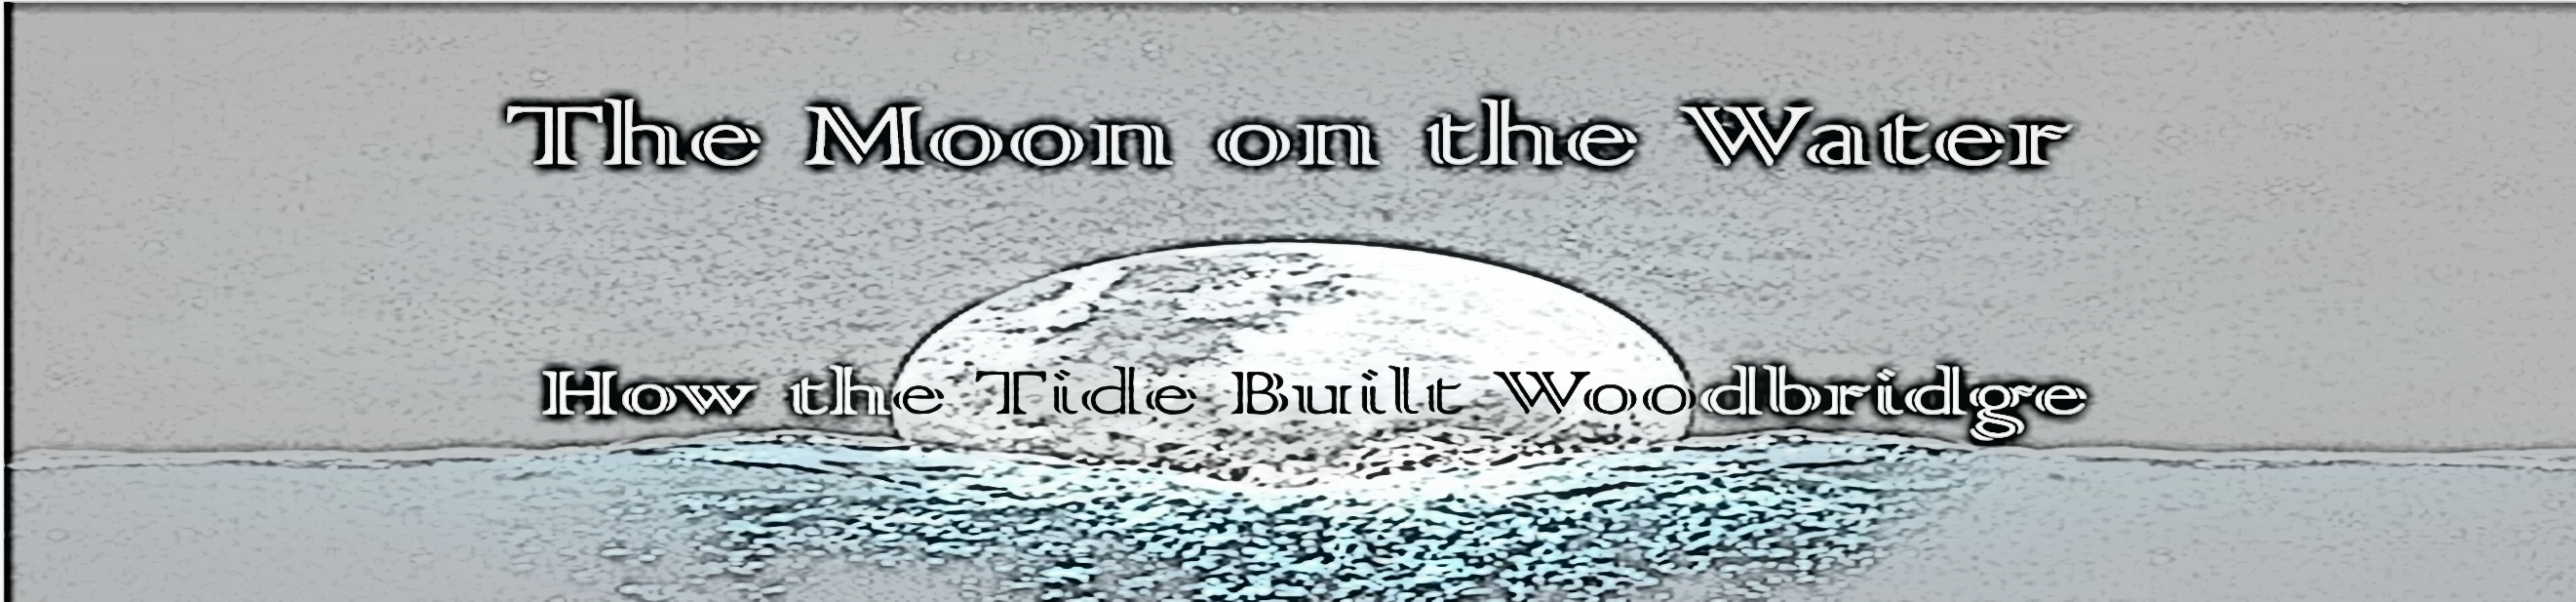 The Moon on the Water
How the Tide Built Woodbridge